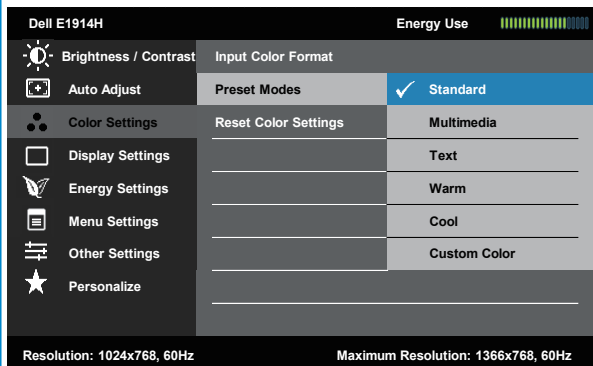 Dell E1914H Energy Use
Brightness / Contrast Input Color Format
Auto Adjust Preset Modes Standard
Color Settings Reset Color Settings Multimedia
Display Settings Text
Energy Settings Warm
Menu Settings Cool
Other Settings Custom Color
Personalize
Resolution: 1024x768, 60Hz Maximum Resolution: 1366x768, 60Hz